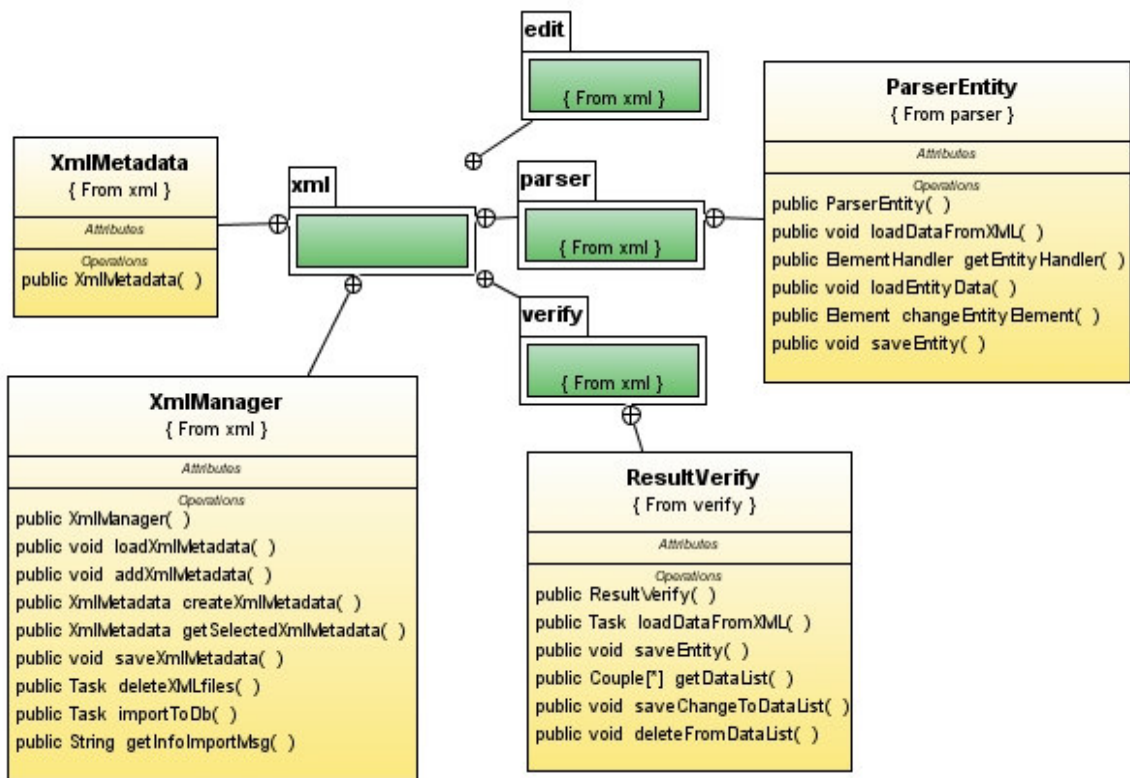 edit
{ From xml }
ParserEntity
{ From parser }
Attributes
Operations
public ParserEntity( )
public void loadDataFromXML( )
public ElementHandler getEntityHandler( )
public void loadEntityData( )
public Element changeEntityElement( )
public void saveEntity( )
XmlMetadata
{ From xml }
Attributes
Operations
public XmlMetadata( )
xml
parser
{ From xml }
verify
{ From xml }
XmlManager
{ From xml }
Attributes
Operations
public XmlManager( )
public void loadXmlMetadata( )
public void addXmlMetadata( )
public XmlMetadata createXmlMetadata( )
public XmlMetadata getSelectedXmlMetadata( )
public void saveXmlMetadata( )
public Task deleteXMLfiles( )
public Task importToDb( )
public String getInfoImportMsg( )
ResultVerify
{ From verify }
Attributes
Operations
public ResultVerify( )
public Task loadDataFromXML( )
public void saveEntity( )
public Couple[*] getDataList( )
public void saveChangeToDataList( )
public void deleteFromDataList( )